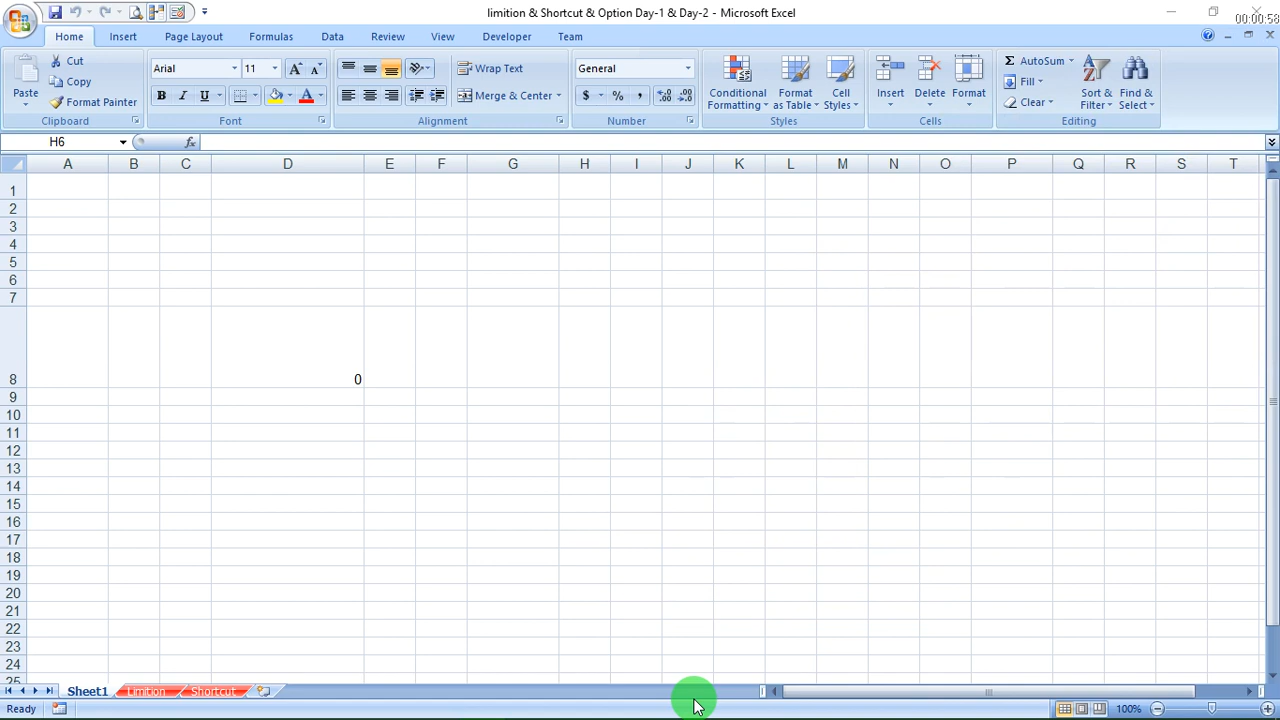 limition & Shortcut & Option Day-1 & Day-2 - Microsoft Excel
00:00:58
Home Insert Page Layout Formulas Data Review View Developer Team
Paste
Cut
Copy
Format Painter
Clipboard
Arial 11
B I U A
Font
Wrap Text
Merge & Center
Alignment
General
$ % ,
Number
Conditional Formatting
Format as Table
Cell Styles
Styles
Insert Delete Format
Cells
Σ AutoSum
Fill
Clear
Sort & Filter
Find & Select
Editing
H6 fx
A B C D E F G H I J K L M N O P Q R S T
1
2
3
4
5
6
7
8 0
9
10
11
12
13
14
15
16
17
18
19
20
21
22
23
24
25
Sheet1 Limition Shortcut
Ready 100%